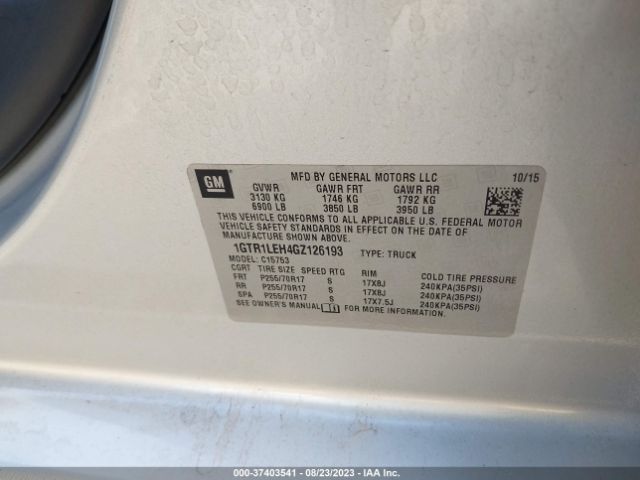 GM
MFD BY GENERAL MOTORS LLC 10/15
GVWR GAWR FRT GAWR RR
3130 KG 1746 KG 1792 KG
6900 LB 3850 LB 3950 LB
THIS VEHICLE CONFORMS TO ALL APPLICABLE U.S. FEDERAL MOTOR
VEHICLE SAFETY STANDARDS IN EFFECT ON THE DATE OF
MANUFACTURE SHOWN ABOVE.
1GTR1LEH4GZ126193 TYPE: TRUCK
MODEL: C15753
CGRT TIRE SIZE SPEED RTG RIM COLD TIRE PRESSURE
FRT P255/70R17 S 17X8J 240KPA(35PSI)
RR P255/70R17 S 17X8J 240KPA(35PSI)
SPA P255/70R17 S 17X7.5J 240KPA(35PSI)
SEE OWNER'S MANUAL FOR MORE INFORMATION.
000-37403541 - 08/23/2023 - IAA Inc.